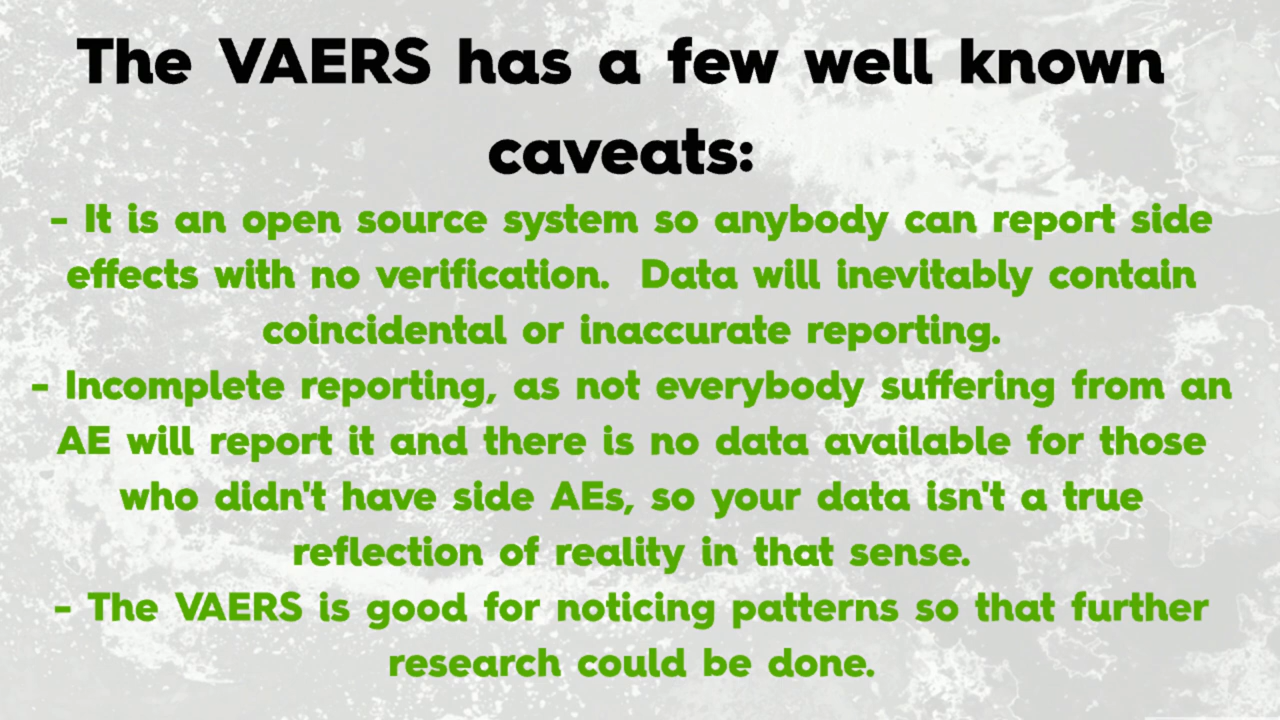 The VAERS has a few well known
caveats:
- It is an open source system so anybody can report side
effects with no verification.  Data will inevitably contain
coincidental or inaccurate reporting.
- Incomplete reporting, as not everybody suffering from an
AE will report it and there is no data available for those
who didn't have side AEs, so your data isn't a true
reflection of reality in that sense.
- The VAERS is good for noticing patterns so that further
research could be done.